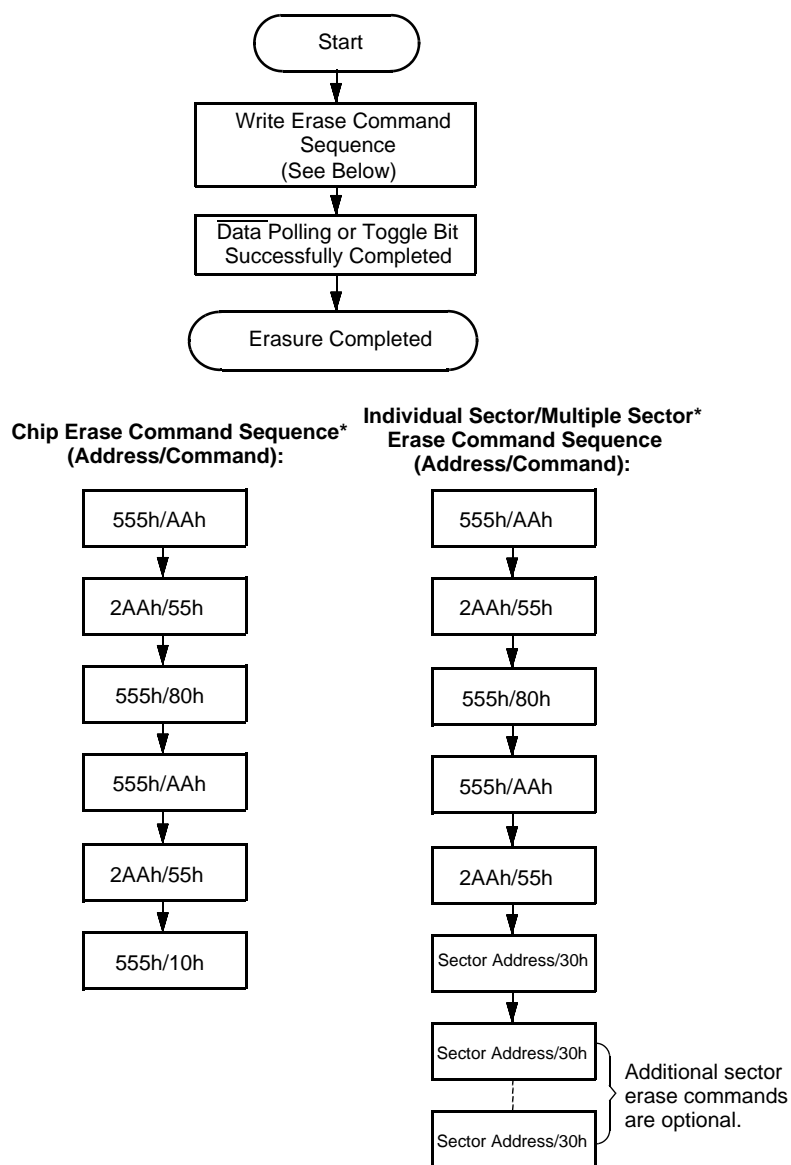 Start
Write Erase Command
Sequence
(See Below)
Data Polling or Toggle Bit
Successfully Completed
Erasure Completed
Chip Erase Command Sequence*
(Address/Command):
555h/AAh
2AAh/55h
555h/80h
555h/AAh
2AAh/55h
555h/10h
Individual Sector/Multiple Sector*
Erase Command Sequence
(Address/Command):
555h/AAh
2AAh/55h
555h/80h
555h/AAh
2AAh/55h
Sector Address/30h
Sector Address/30h
Sector Address/30h
Additional sector
erase commands
are optional.